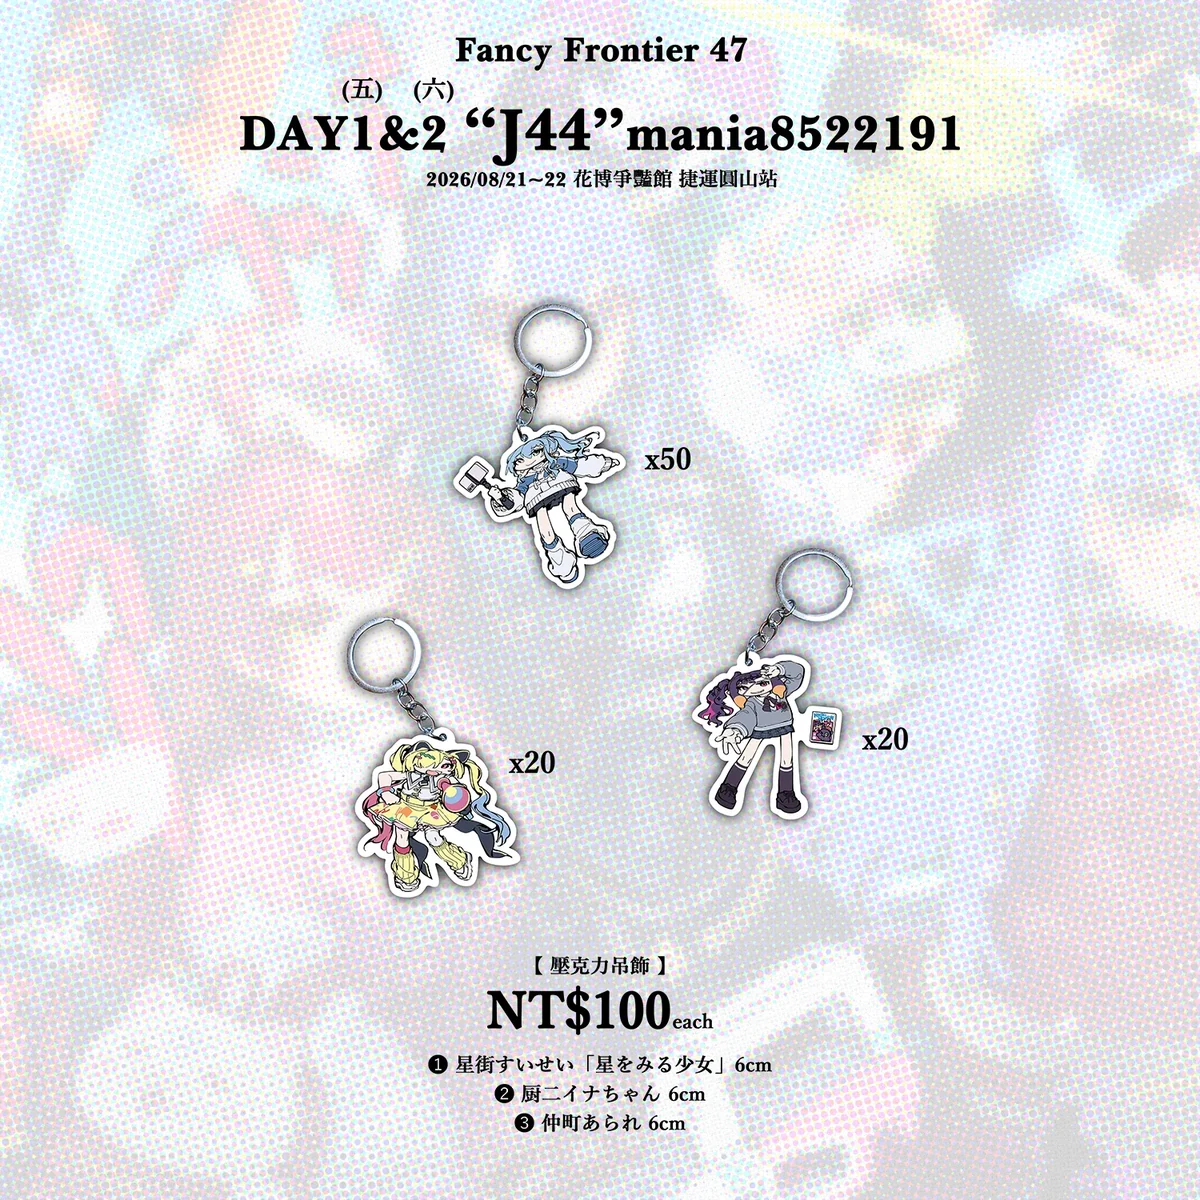 Fancy Frontier 47
(五) (六)
DAY1&2 “J44”mania8522191
2026/08/21~22 花博爭豔館 捷運圓山站
x50
x20
x20
【 壓克力吊飾 】
NT$100each
❶ 星街すいせい「星をみる少女」6cm
❷ 厨二イナちゃん 6cm
❸ 仲町あられ 6cm